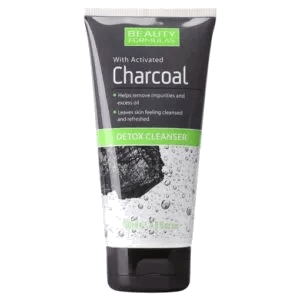 BEAUTY
FORMULAS
With Activated
Charcoal
• Helps remove impurities and
excess oil
• Leaves skin feeling cleansed
and refreshed
DETOX CLEANSER